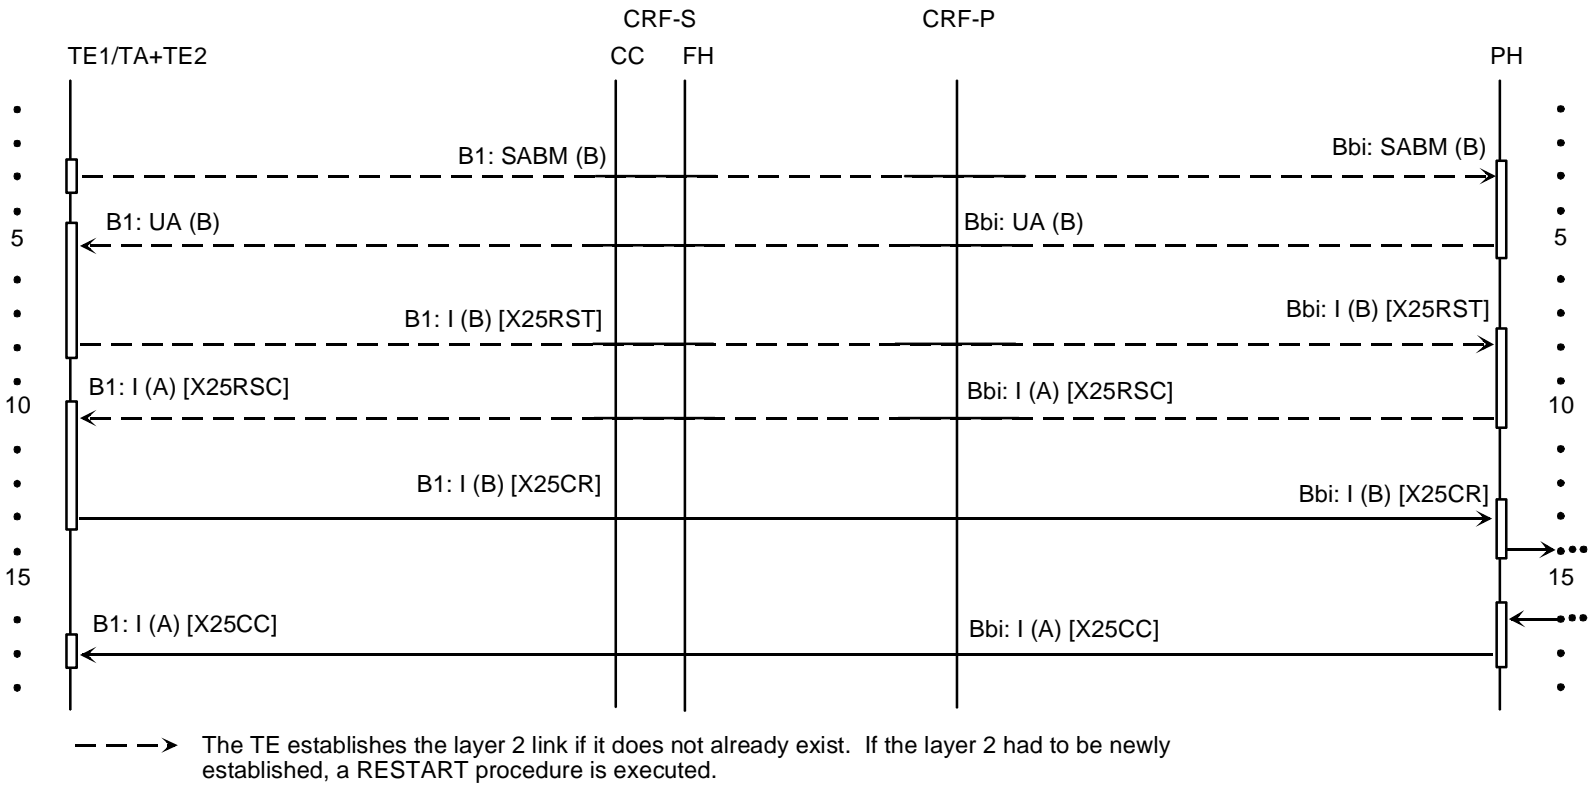 CRF-S CRF-P
TE1/TA+TE2 CC FH PH
B1: SABM (B) Bbi: SABM (B)
B1: UA (B) Bbi: UA (B)
5 5
B1: I (B) [X25RST] Bbi: I (B) [X25RST]
B1: I (A) [X25RSC] Bbi: I (A) [X25RSC]
10 10
B1: I (B) [X25CR] Bbi: I (B) [X25CR]
15 15
B1: I (A) [X25CC] Bbi: I (A) [X25CC]
The TE establishes the layer 2 link if it does not already exist. If the layer 2 had to be newly
established, a RESTART procedure is executed.